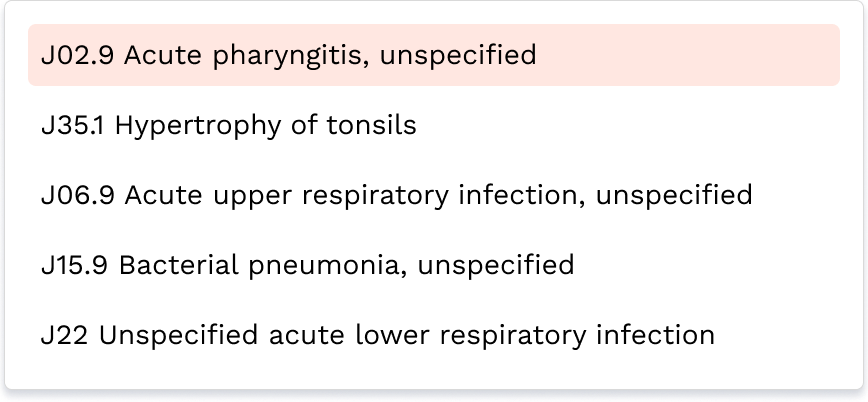 J02.9 Acute pharyngitis, unspecified
J35.1 Hypertrophy of tonsils
J06.9 Acute upper respiratory infection, unspecified
J15.9 Bacterial pneumonia, unspecified
J22 Unspecified acute lower respiratory infection